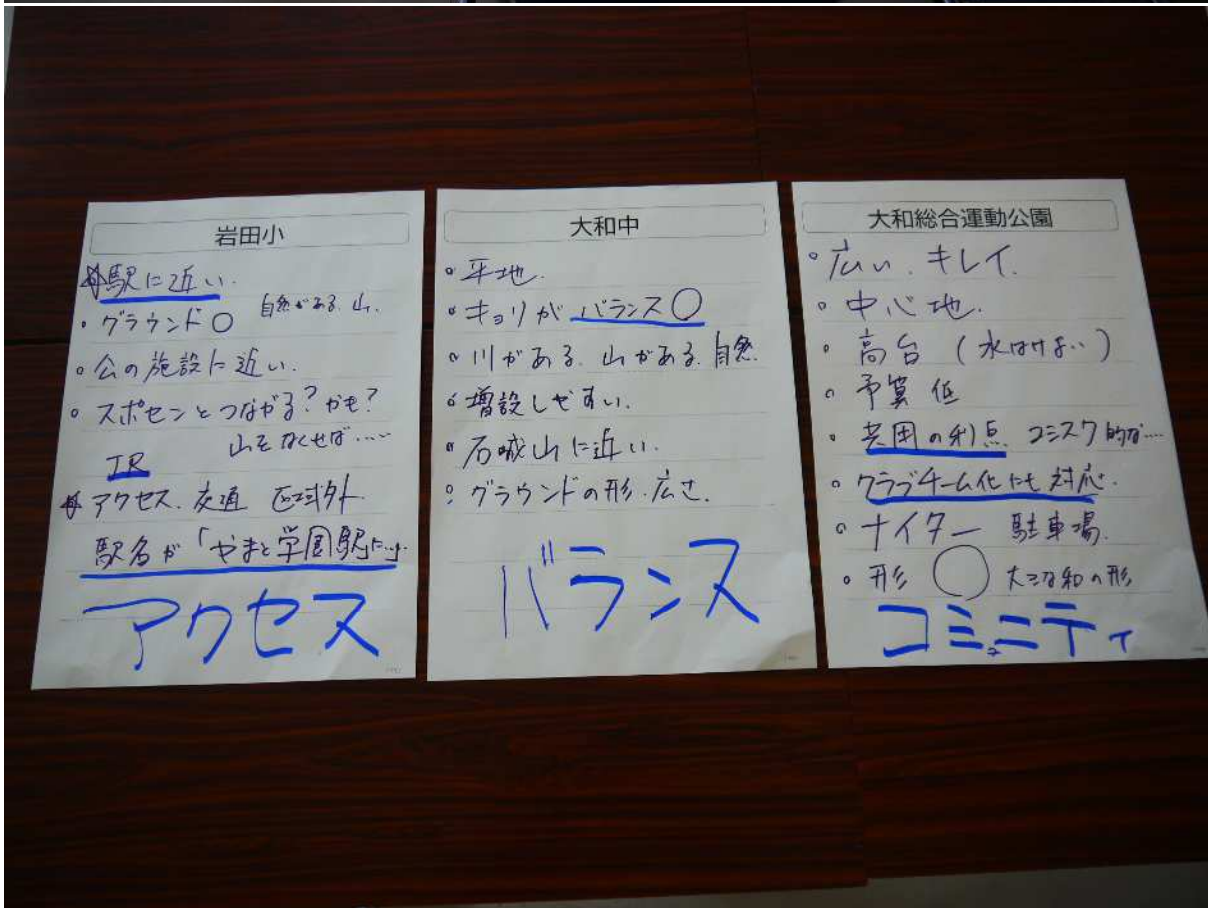 岩田小
駅に近い.
・グラウンド○ 自然がある. 山.
・公の施設に近い.
・スポセンとつながる?かも?
山をなくせば....
JR
アクセス. 交通 区域外.
駅名が「やまと学園駅に…」
アクセス
大和中
・平地.
・キョリがバランス○
・川がある. 山がある. 自然.
・増設しやすい.
・石城山に近い.
・グラウンドの形. 広さ.
バランス
大和総合運動公園
・広い. キレイ.
・中心地.
・高台 (水はけよい)
・予算 低
・共用の利点 コミスク的な…
・クラブチーム化にも対応.
・ナイター 駐車場.
・形 ○ 大きな和の形
コミュニティ